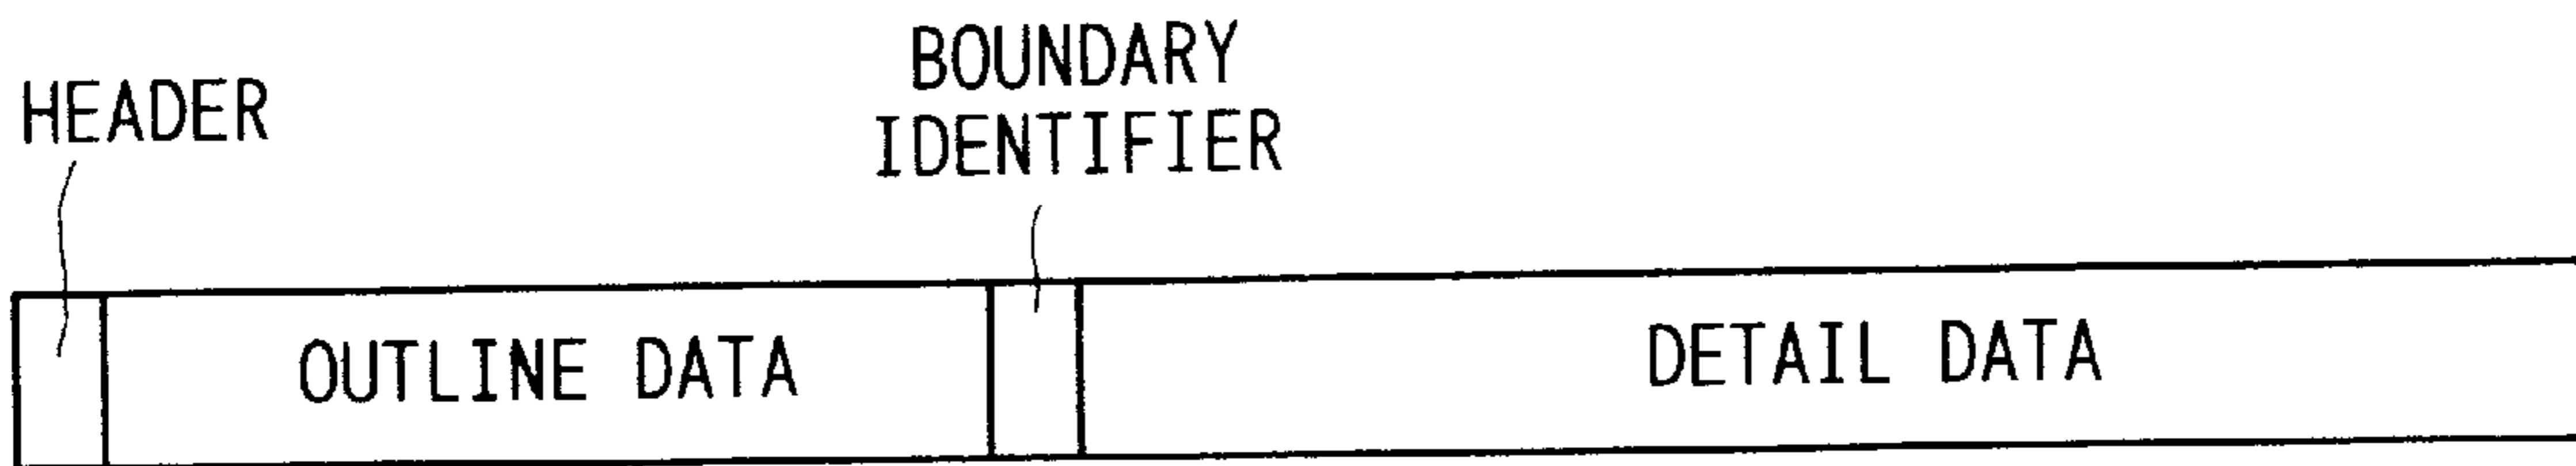 HEADER
BOUNDARY
IDENTIFIER
OUTLINE DATA
DETAIL DATA